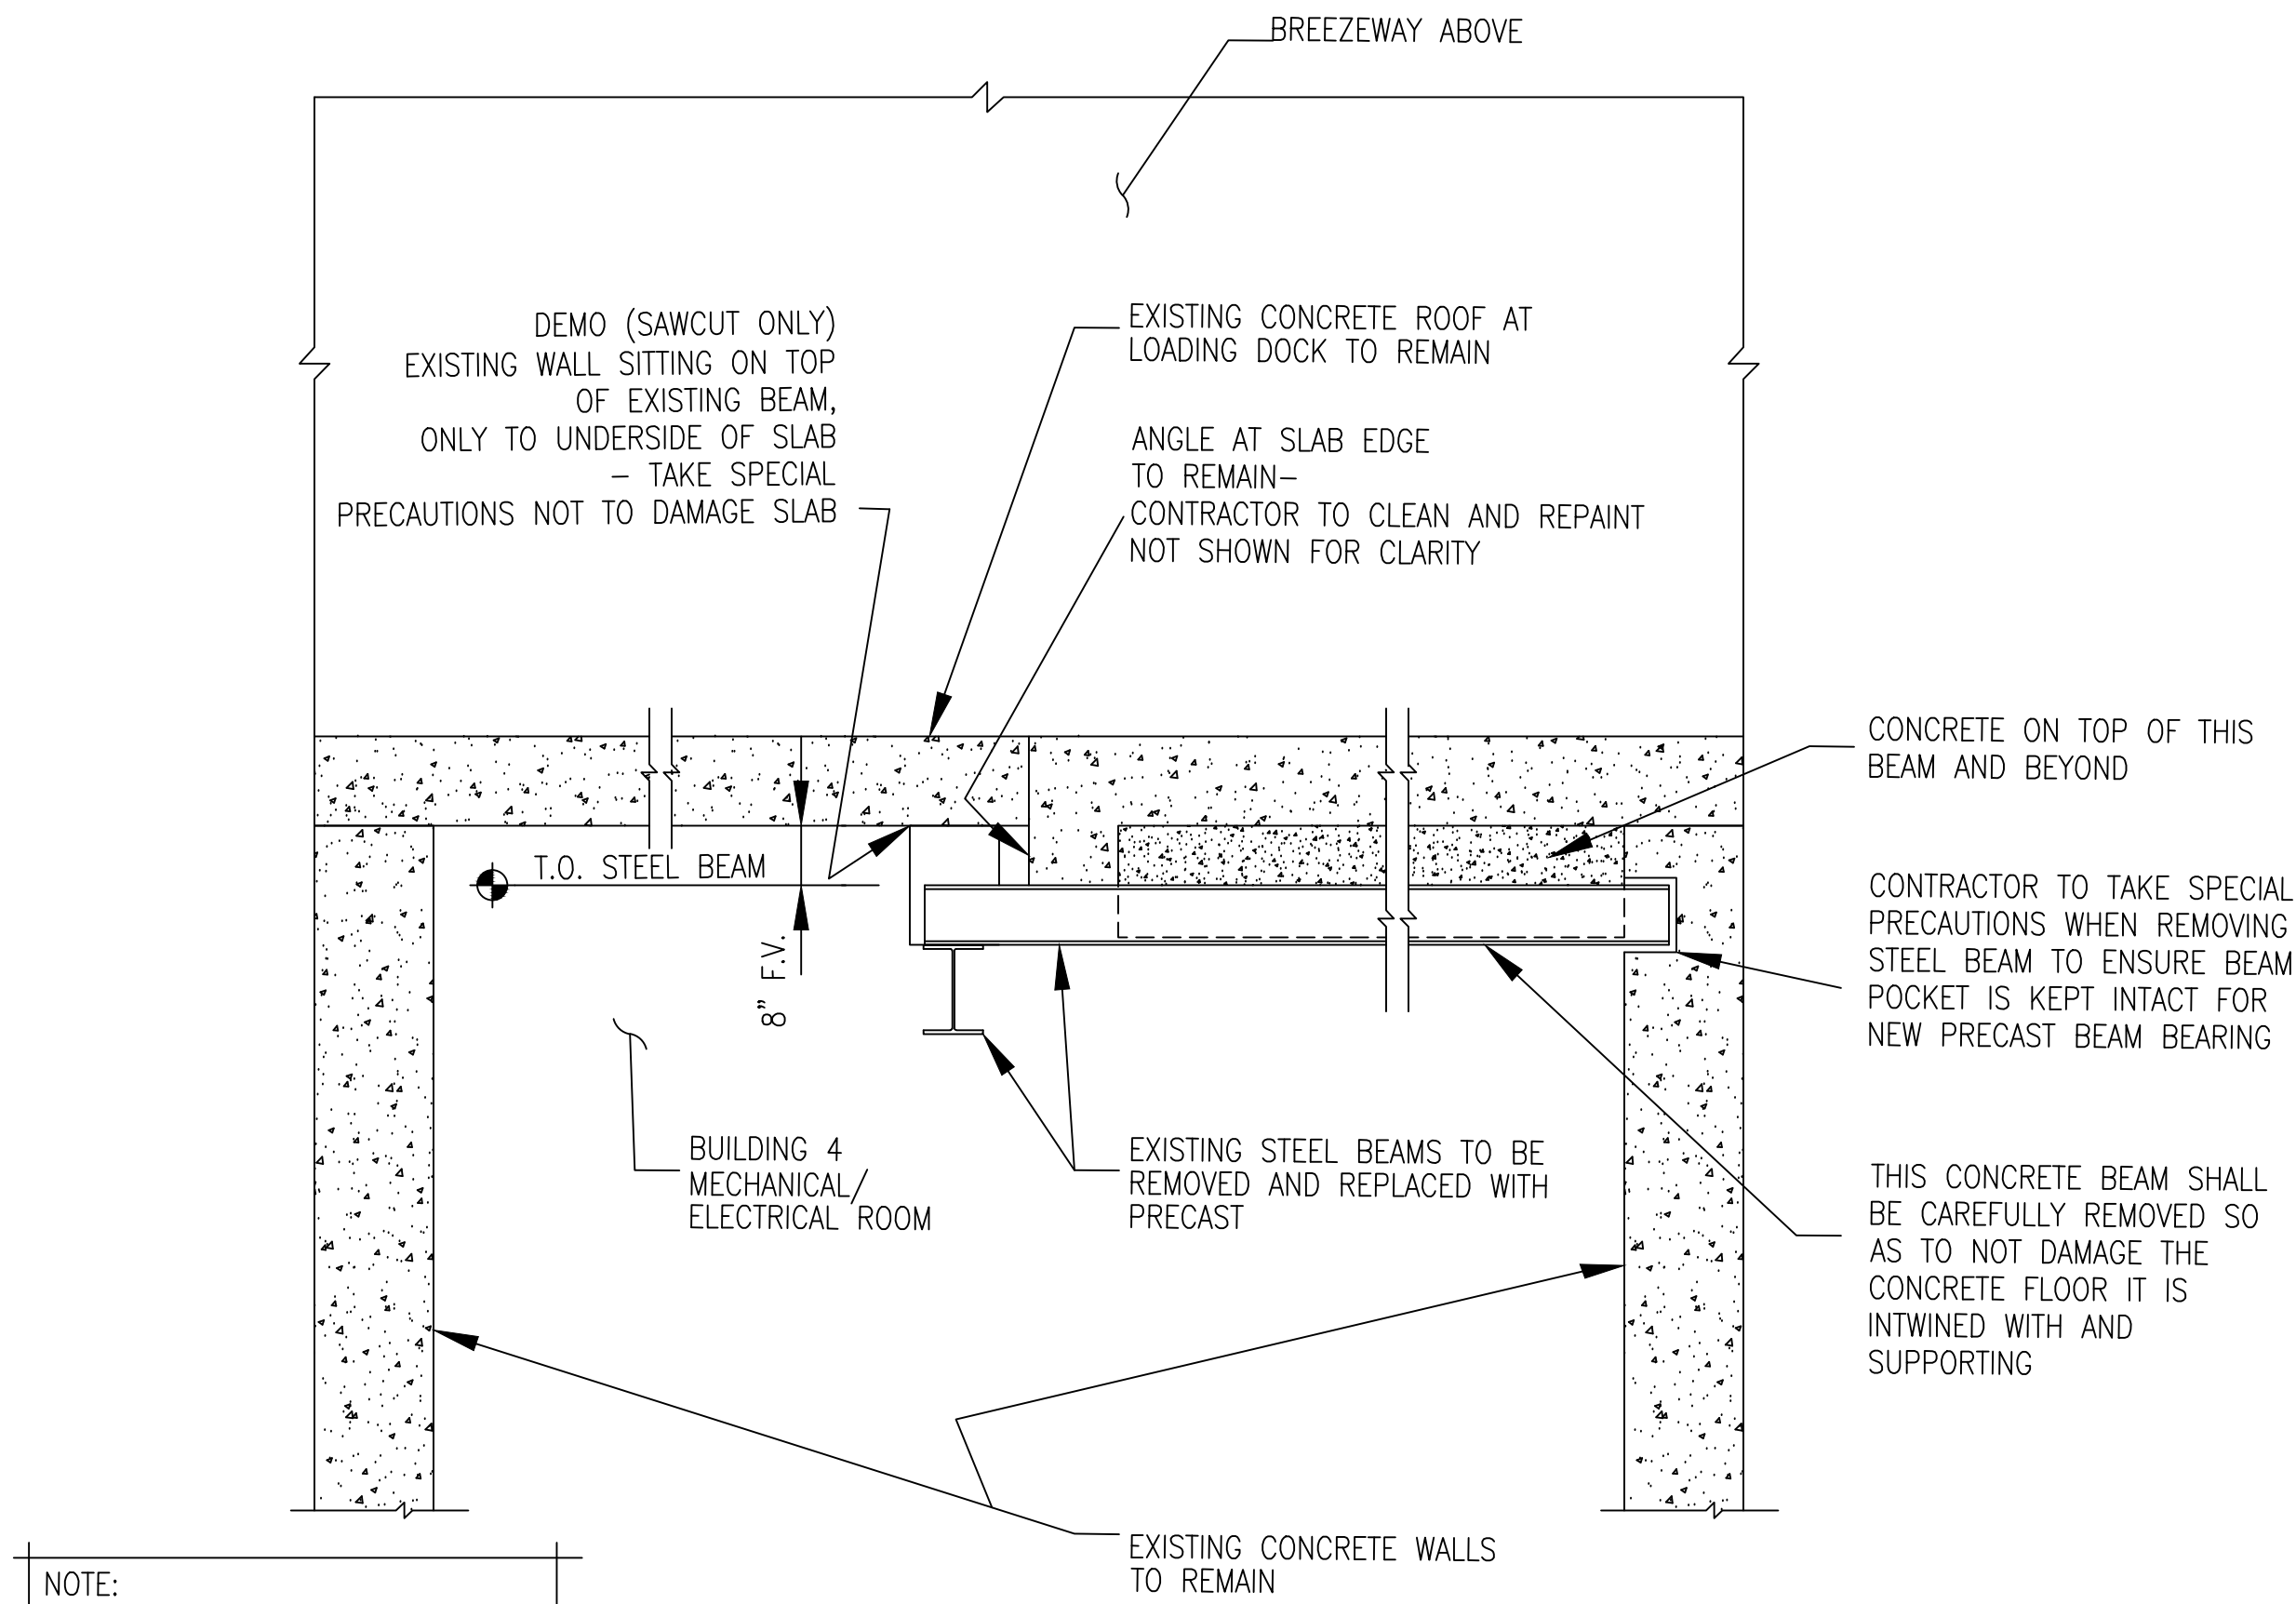 BREEZEWAY ABOVE
DEMO (SAWCUT ONLY)
EXISTING WALL SITTING ON TOP
OF EXISTING BEAM,
ONLY TO UNDERSIDE OF SLAB
- TAKE SPECIAL
PRECAUTIONS NOT TO DAMAGE SLAB
EXISTING CONCRETE ROOF AT
LOADING DOCK TO REMAIN
ANGLE AT SLAB EDGE
TO REMAIN-
CONTRACTOR TO CLEAN AND REPAINT
NOT SHOWN FOR CLARITY
CONCRETE ON TOP OF THIS
BEAM AND BEYOND
T.O. STEEL BEAM
8" F.V.
CONTRACTOR TO TAKE SPECIAL
PRECAUTIONS WHEN REMOVING
STEEL BEAM TO ENSURE BEAM
POCKET IS KEPT INTACT FOR
NEW PRECAST BEAM BEARING
BUILDING 4
MECHANICAL/
ELECTRICAL ROOM
EXISTING STEEL BEAMS TO BE
REMOVED AND REPLACED WITH
PRECAST
THIS CONCRETE BEAM SHALL
BE CAREFULLY REMOVED SO
AS TO NOT DAMAGE THE
CONCRETE FLOOR IT IS
INTWINED WITH AND
SUPPORTING
EXISTING CONCRETE WALLS
TO REMAIN
NOTE: